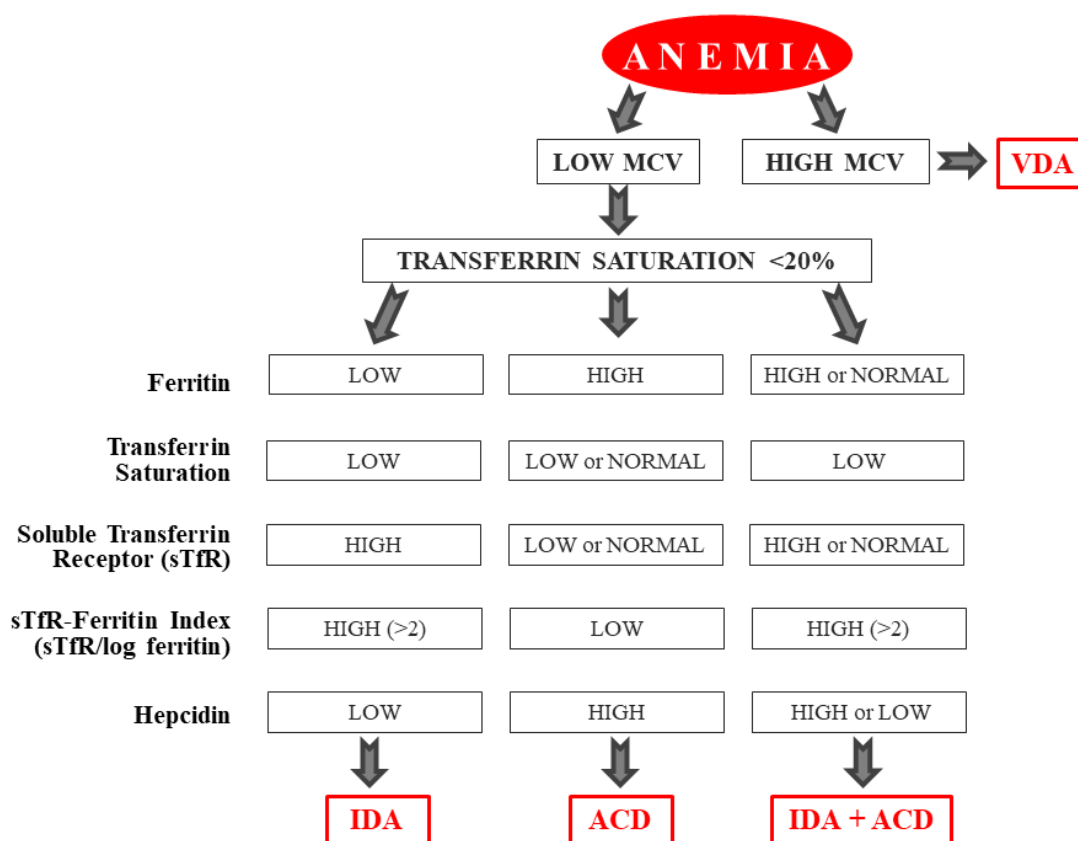 A N E M I A
LOW MCV
HIGH MCV
VDA
TRANSFERRIN SATURATION <20%
Ferritin
LOW
HIGH
HIGH or NORMAL
Transferrin
Saturation
LOW
LOW or NORMAL
LOW
Soluble Transferrin
Receptor (sTfR)
HIGH
LOW or NORMAL
HIGH or NORMAL
sTfR-Ferritin Index
(sTfR/log ferritin)
HIGH (>2)
LOW
HIGH (>2)
Hepcidin
LOW
HIGH
HIGH or LOW
IDA
ACD
IDA + ACD